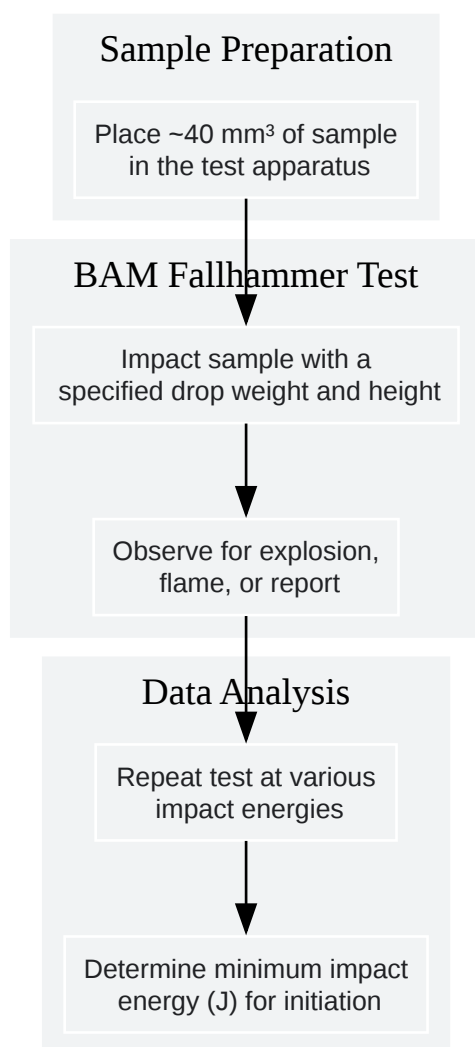 Sample Preparation
Place ~40 mm³ of sample
in the test apparatus
BAM Fallhammer Test
Impact sample with a
specified drop weight and height
Observe for explosion,
flame, or report
Data Analysis
Repeat test at various
impact energies
Determine minimum impact
energy (J) for initiation